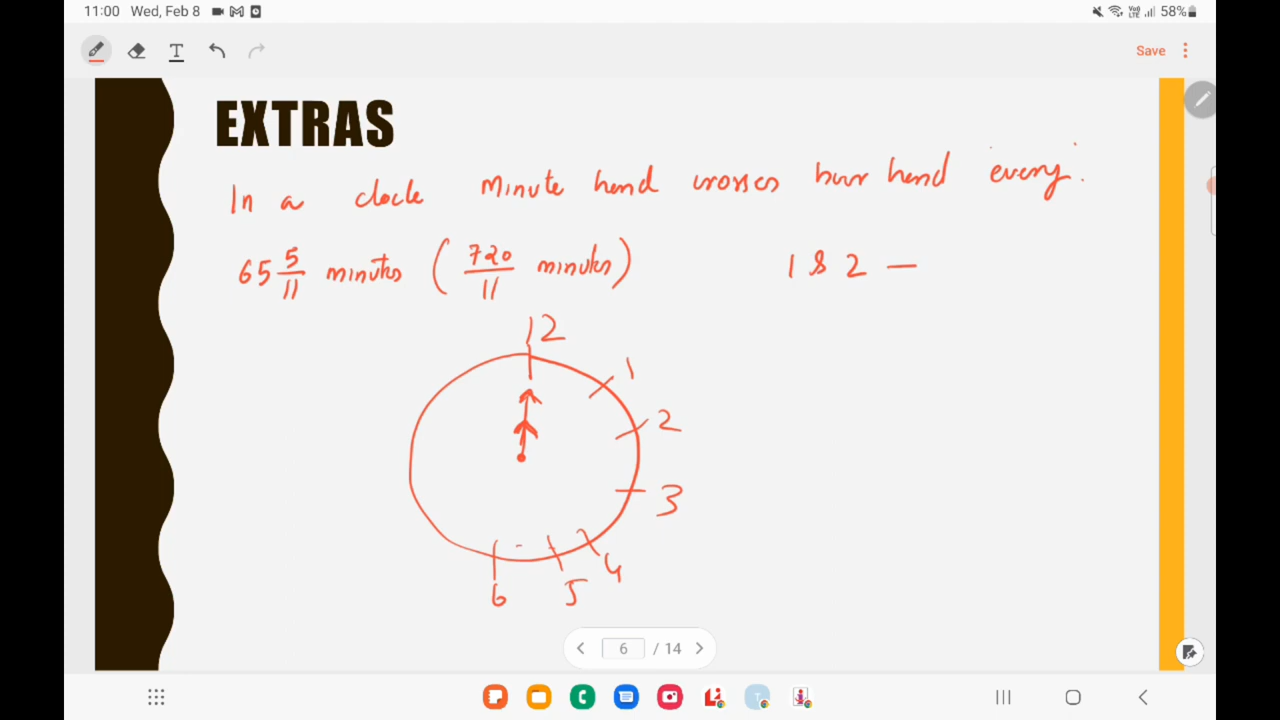 11:00 Wed, Feb 8 58%
T Save
EXTRAS
In a clock minute hand crosses hour hand every.
65 5/11 minutes ( 720/11 minutes) 1 & 2 —
12
1
2
3
4
5
6
6 / 14